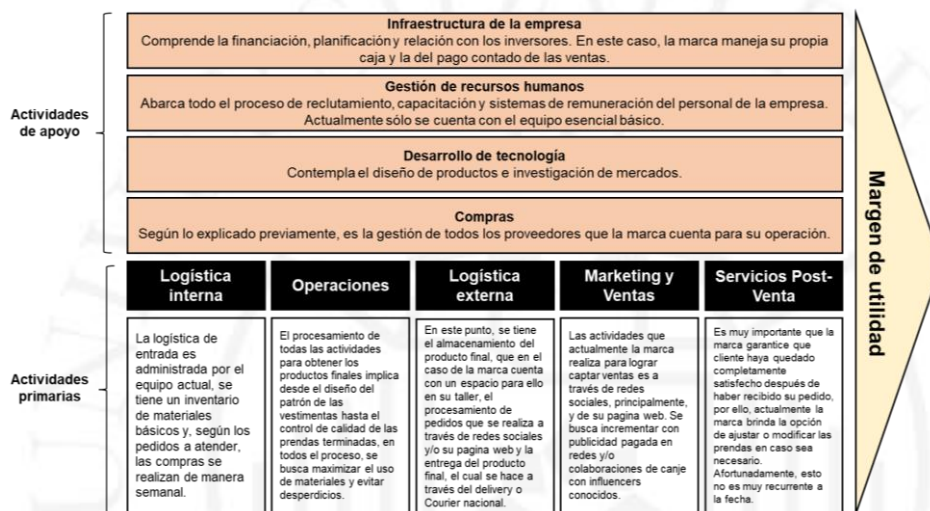 Infraestructura de la empresa
Comprende la financiación, planificación y relación con los inversores. En este caso, la marca maneja su propia
caja y la del pago contado de las ventas.
Gestión de recursos humanos
Abarca todo el proceso de reclutamiento, capacitación y sistemas de remuneración del personal de la empresa.
Actualmente sólo se cuenta con el equipo esencial básico.
Actividades
de apoyo
Desarrollo de tecnología
Contempla el diseño de productos e investigación de mercados.
Compras
Según lo explicado previamente, es la gestión de todos los proveedores que la marca cuenta para su operación.
Margen de utilidad
Actividades
primarias
Logística
interna
La logística de
entrada es
administrada por el
equipo actual, se
tiene un inventario
de materiales
básicos y, según los
pedidos a atender,
las compras se
realizan de manera
semanal.
Operaciones
El procesamiento de
todas las actividades
para obtener los
productos finales implica
desde el diseño del
patrón de las
vestimentas hasta el
control de calidad de las
prendas terminadas, en
todos el proceso, se
busca maximizar el uso
de materiales y evitar
desperdicios.
Logística
externa
En este punto, se tiene
el almacenamiento del
producto final, que en el
caso de la marca cuenta
con un espacio para ello
en su taller, el
procesamiento de
pedidos que se realiza a
través de redes sociales
y/o su pagina web y la
entrega del producto
final, el cual se hace a
través del delivery o
Courier nacional.
Marketing y
Ventas
Las actividades que
actualmente la marca
realiza para lograr
captar ventas es a
través de redes
sociales, principalmente,
y de su pagina web. Se
busca incrementar con
publicidad pagada en
redes y/o
colaboraciones de canje
con influencers
conocidos.
Servicios Post-
Venta
Es muy importante que la
marca garantice que
cliente haya quedado
completamente
satisfecho después de
haber recibido su pedido,
por ello, actualmente la
marca brinda la opción
de ajustar o modificar las
prendas en caso sea
necesario.
Afortunadamente, esto
no es muy recurrente a
la fecha.